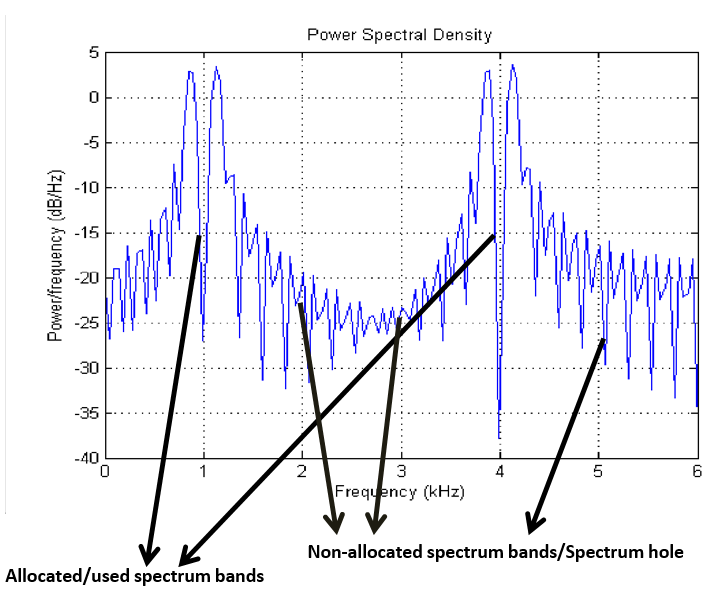 Power Spectral Density
5
0
-5
-10
-15
-20
-25
-30
-35
-40
Power/frequency (dB/Hz)
0 1 2 3 4 5 6
Frequency (kHz)
Non-allocated spectrum bands/Spectrum hole
Allocated/used spectrum bands